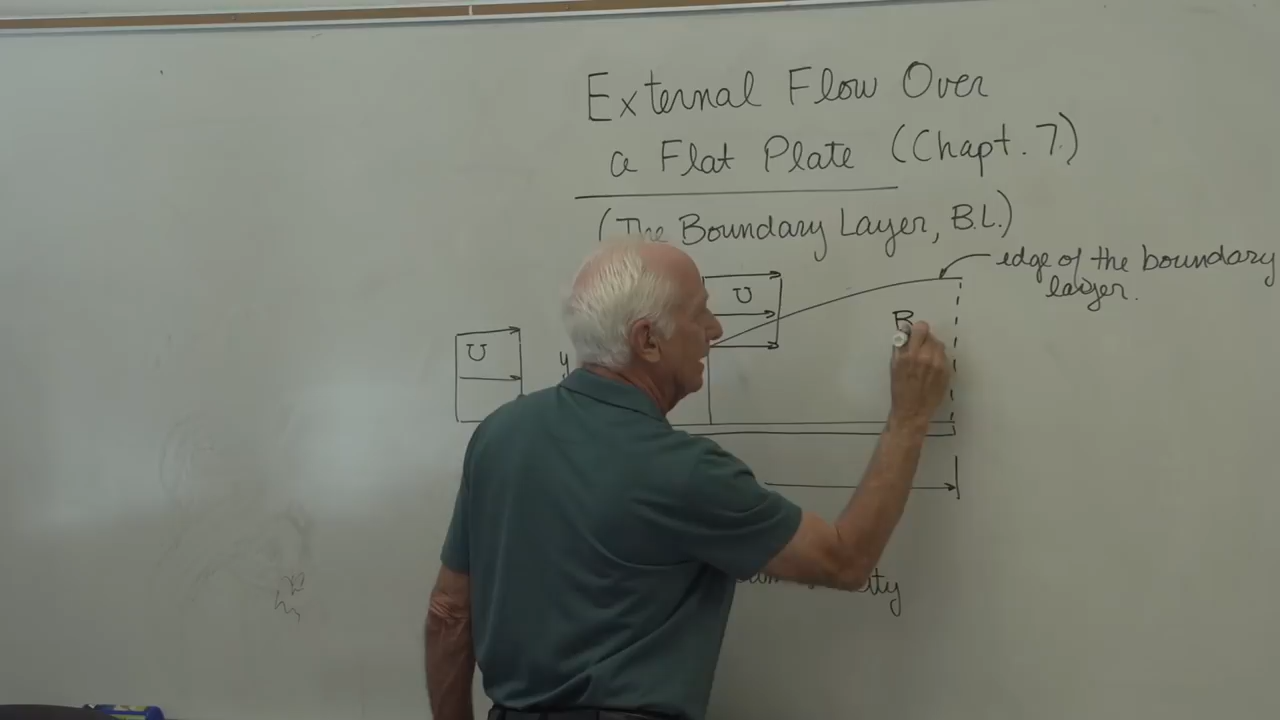 External Flow Over
a Flat Plate (Chapt. 7)
(The Boundary Layer, B.L.)
edge of the boundary
layer.
U
U
y
B